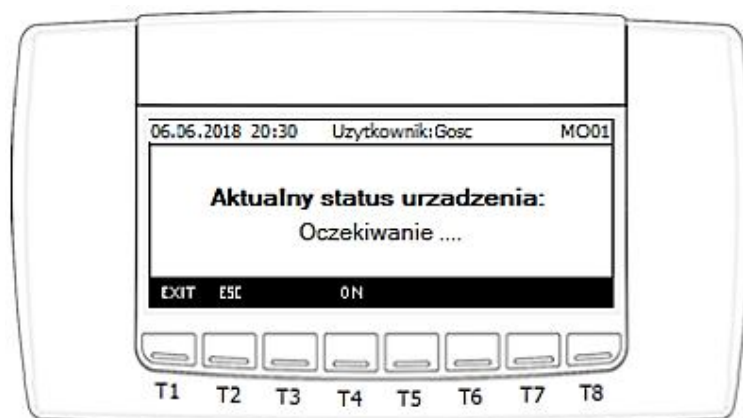 06.06.2018 20:30 Uzytkownik:Gosc MO01
Aktualny status urzadzenia:
Oczekiwanie ....
EXIT ESC ON
T1 T2 T3 T4 T5 T6 T7 T8